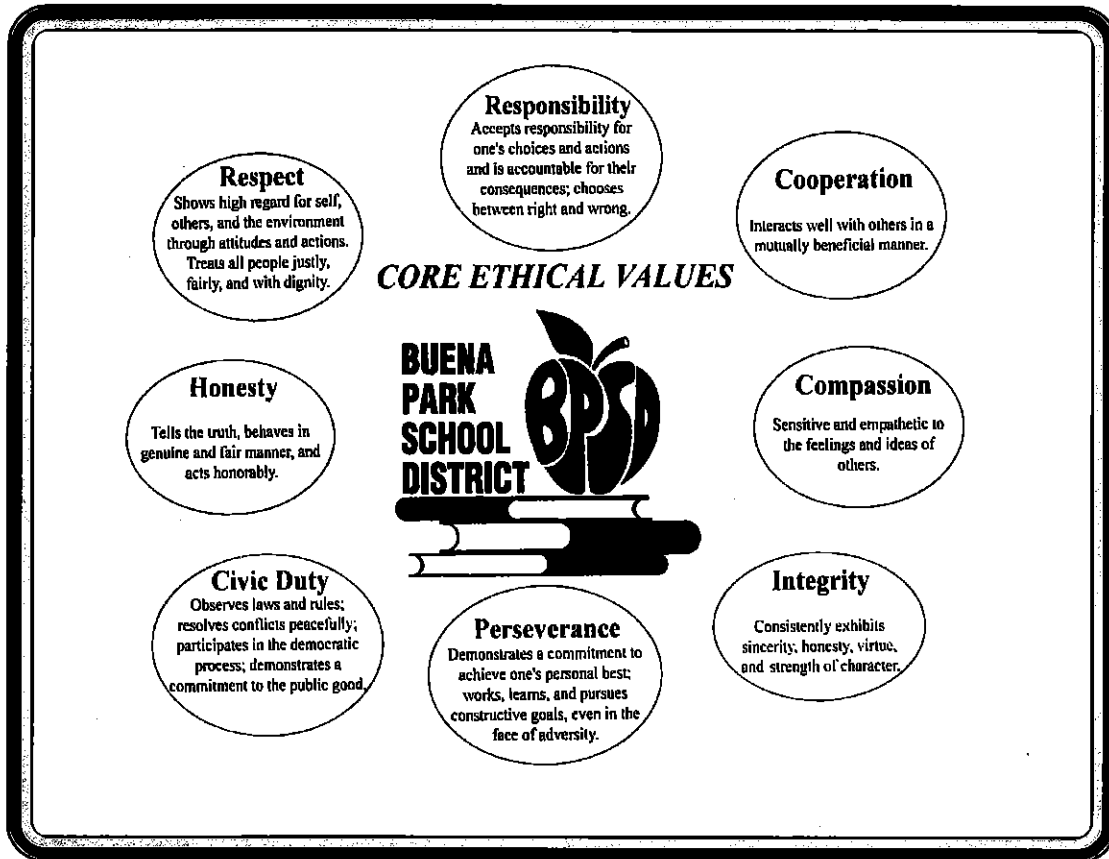 Responsibility
Accepts responsibility for
one's choices and actions
and is accountable for their
consequences; chooses
between right and wrong.
Respect
Shows high regard for self,
others, and the environment
through attitudes and actions.
Treats all people justly,
fairly, and with dignity.
Cooperation
Interacts well with others in a
mutually beneficial manner.
CORE ETHICAL VALUES
BUENA
PARK
SCHOOL
DISTRICT
BPSD
Honesty
Tells the truth, behaves in
genuine and fair manner, and
acts honorably.
Compassion
Sensitive and empathetic to
the feelings and ideas of
others.
Civic Duty
Observes laws and rules;
resolves conflicts peacefully;
participates in the democratic
process; demonstrates a
commitment to the public good.
Perseverance
Demonstrates a commitment to
achieve one's personal best;
works, learns, and pursues
constructive goals, even in the
face of adversity.
Integrity
Consistently exhibits
sincerity, honesty, virtue,
and strength of character.